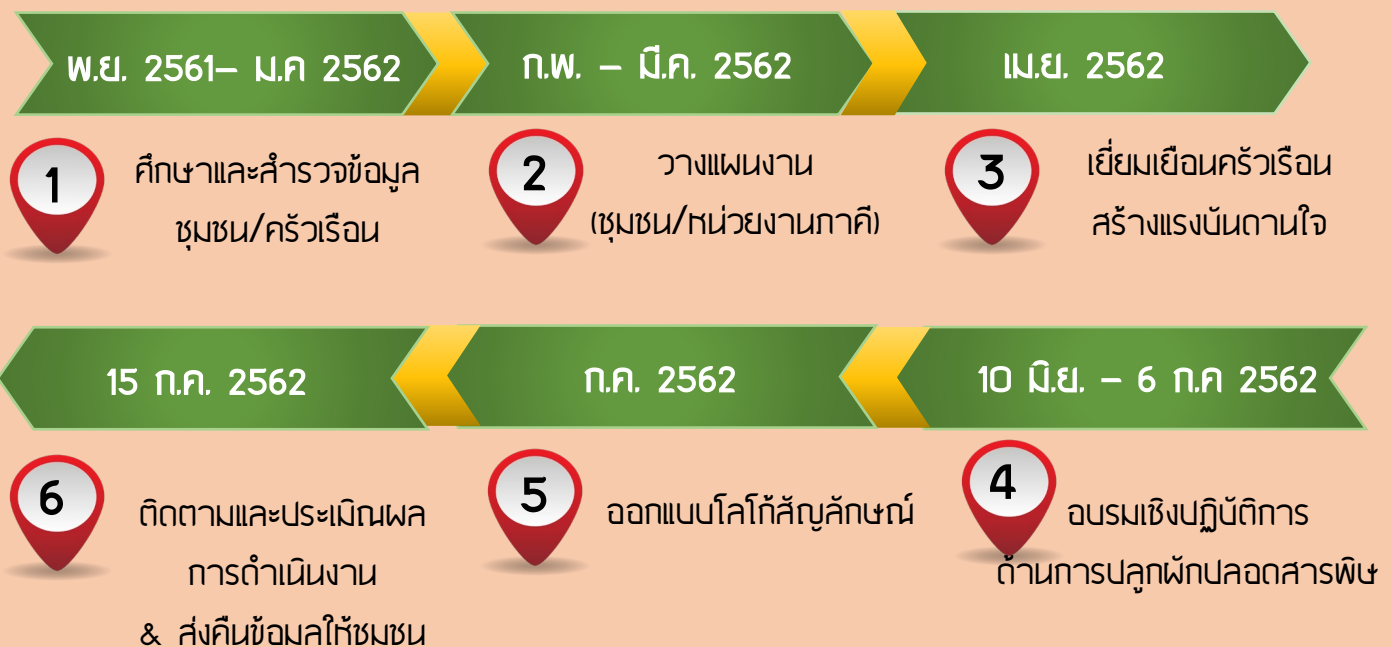 พ.ย. 2561– ม.ค 2562
ก.พ. – มี.ค. 2562
เม.ย. 2562
1
ศึกษาและสำรวจข้อมูล
ชุมชน/ครัวเรือน
2
วางแผนงาน
(ชุมชน/หน่วยงานภาคี)
3
เยี่ยมเยือนครัวเรือน
สร้างแรงบันดานใจ
10 มิ.ย. – 6 ก.ค 2562
ก.ค. 2562
15 ก.ค. 2562
4
อบรมเชิงปฏิบัติการ
ด้านการปลูกผักปลอดสารพิษ
5
ออกแบบโลโก้สัญลักษณ์
6
ติดตามและประเมิณผล
การดำเนินงาน
& ส่งคืนข้อมูลให้ชุมชน